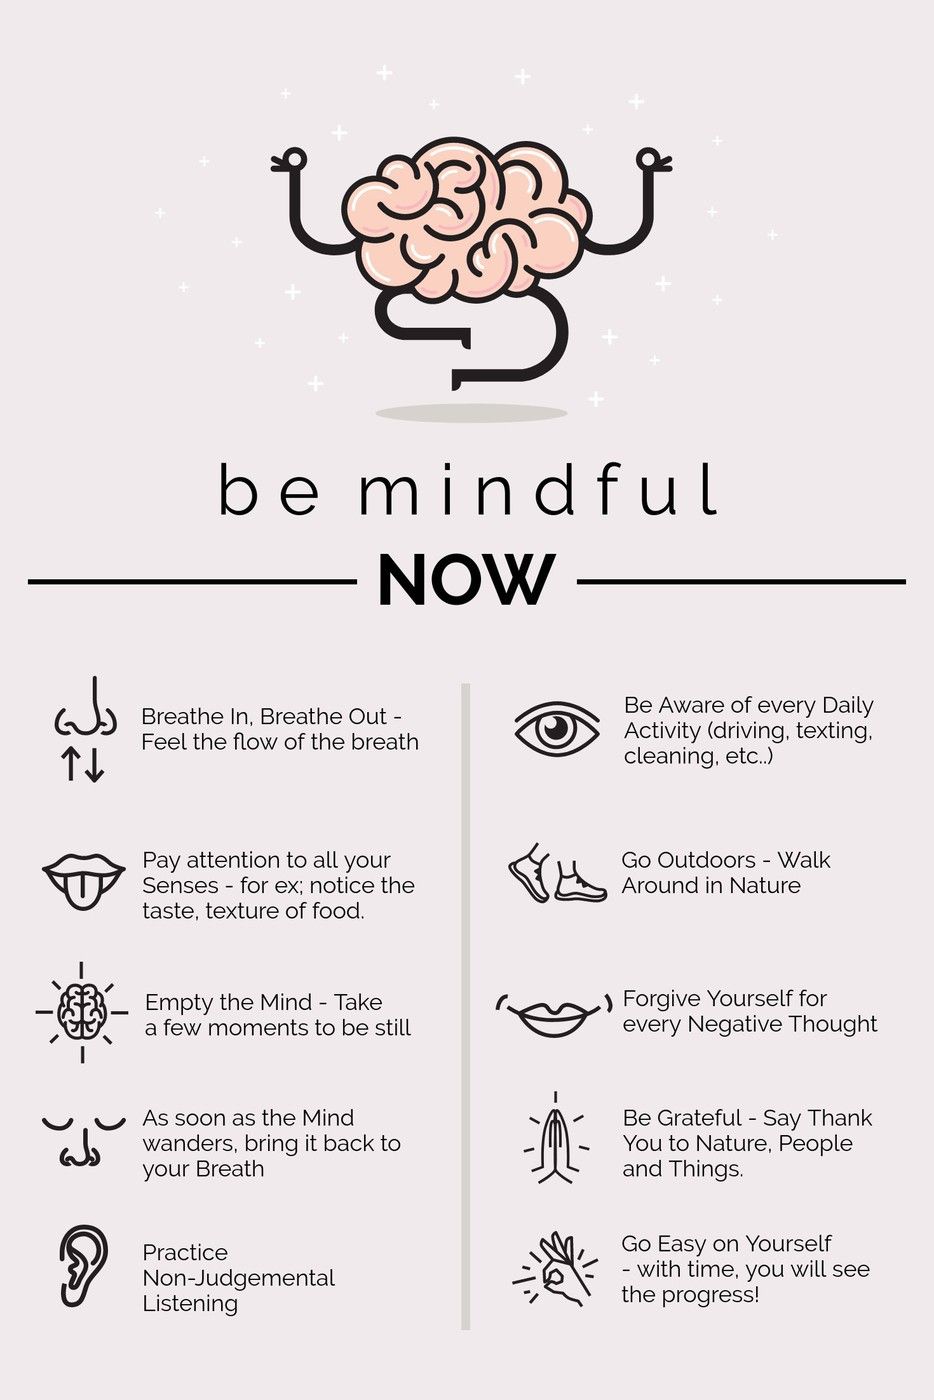 be mindful
NOW
Breathe In, Breathe Out -
Feel the flow of the breath
Pay attention to all your
Senses - for ex; notice the
taste, texture of food.
Empty the Mind - Take
a few moments to be still
As soon as the Mind
wanders, bring it back to
your Breath
Practice
Non-Judgemental
Listening
Be Aware of every Daily
Activity (driving, texting,
cleaning, etc..)
Go Outdoors - Walk
Around in Nature
Forgive Yourself for
every Negative Thought
Be Grateful - Say Thank
You to Nature, People
and Things.
Go Easy on Yourself
- with time, you will see
the progress!